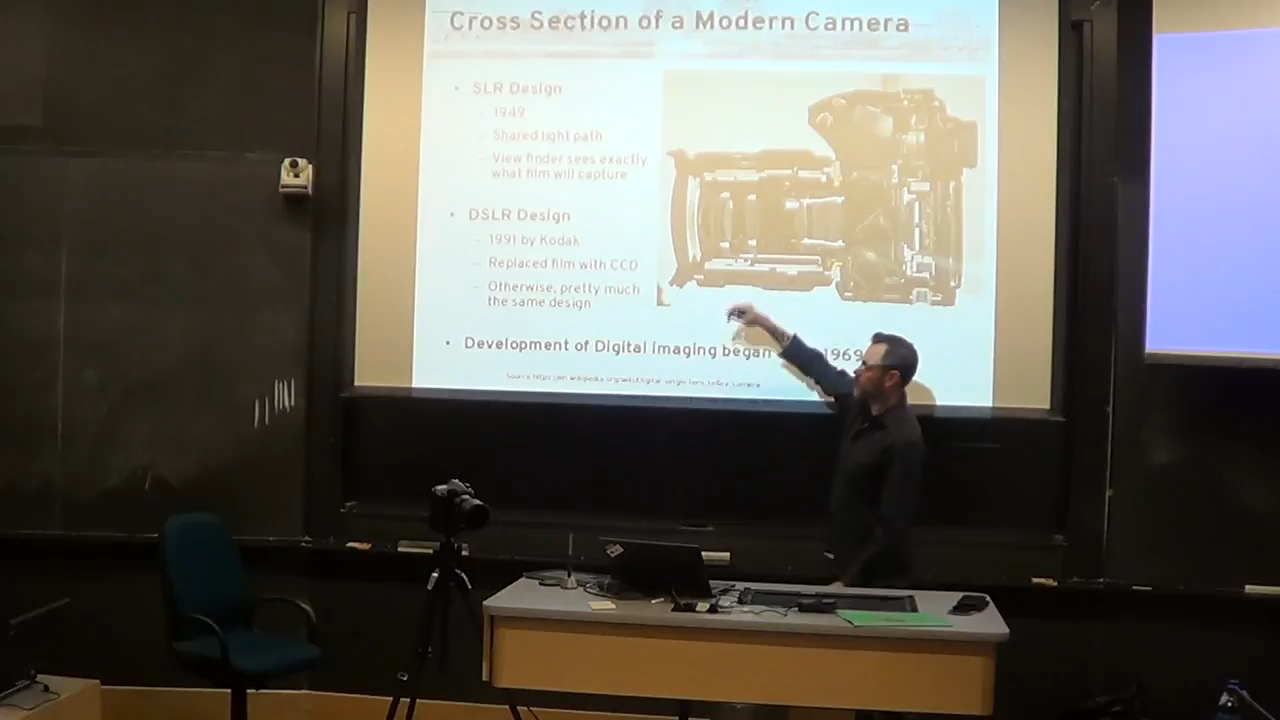 Cross Section of a Modern Camera
• SLR Design
– 1949
– Shared light path
– View finder sees exactly
what film will capture
• DSLR Design
– 1991 by Kodak
– Replaced film with CCD
– Otherwise, pretty much
the same design
• Development of Digital Imaging began 1969